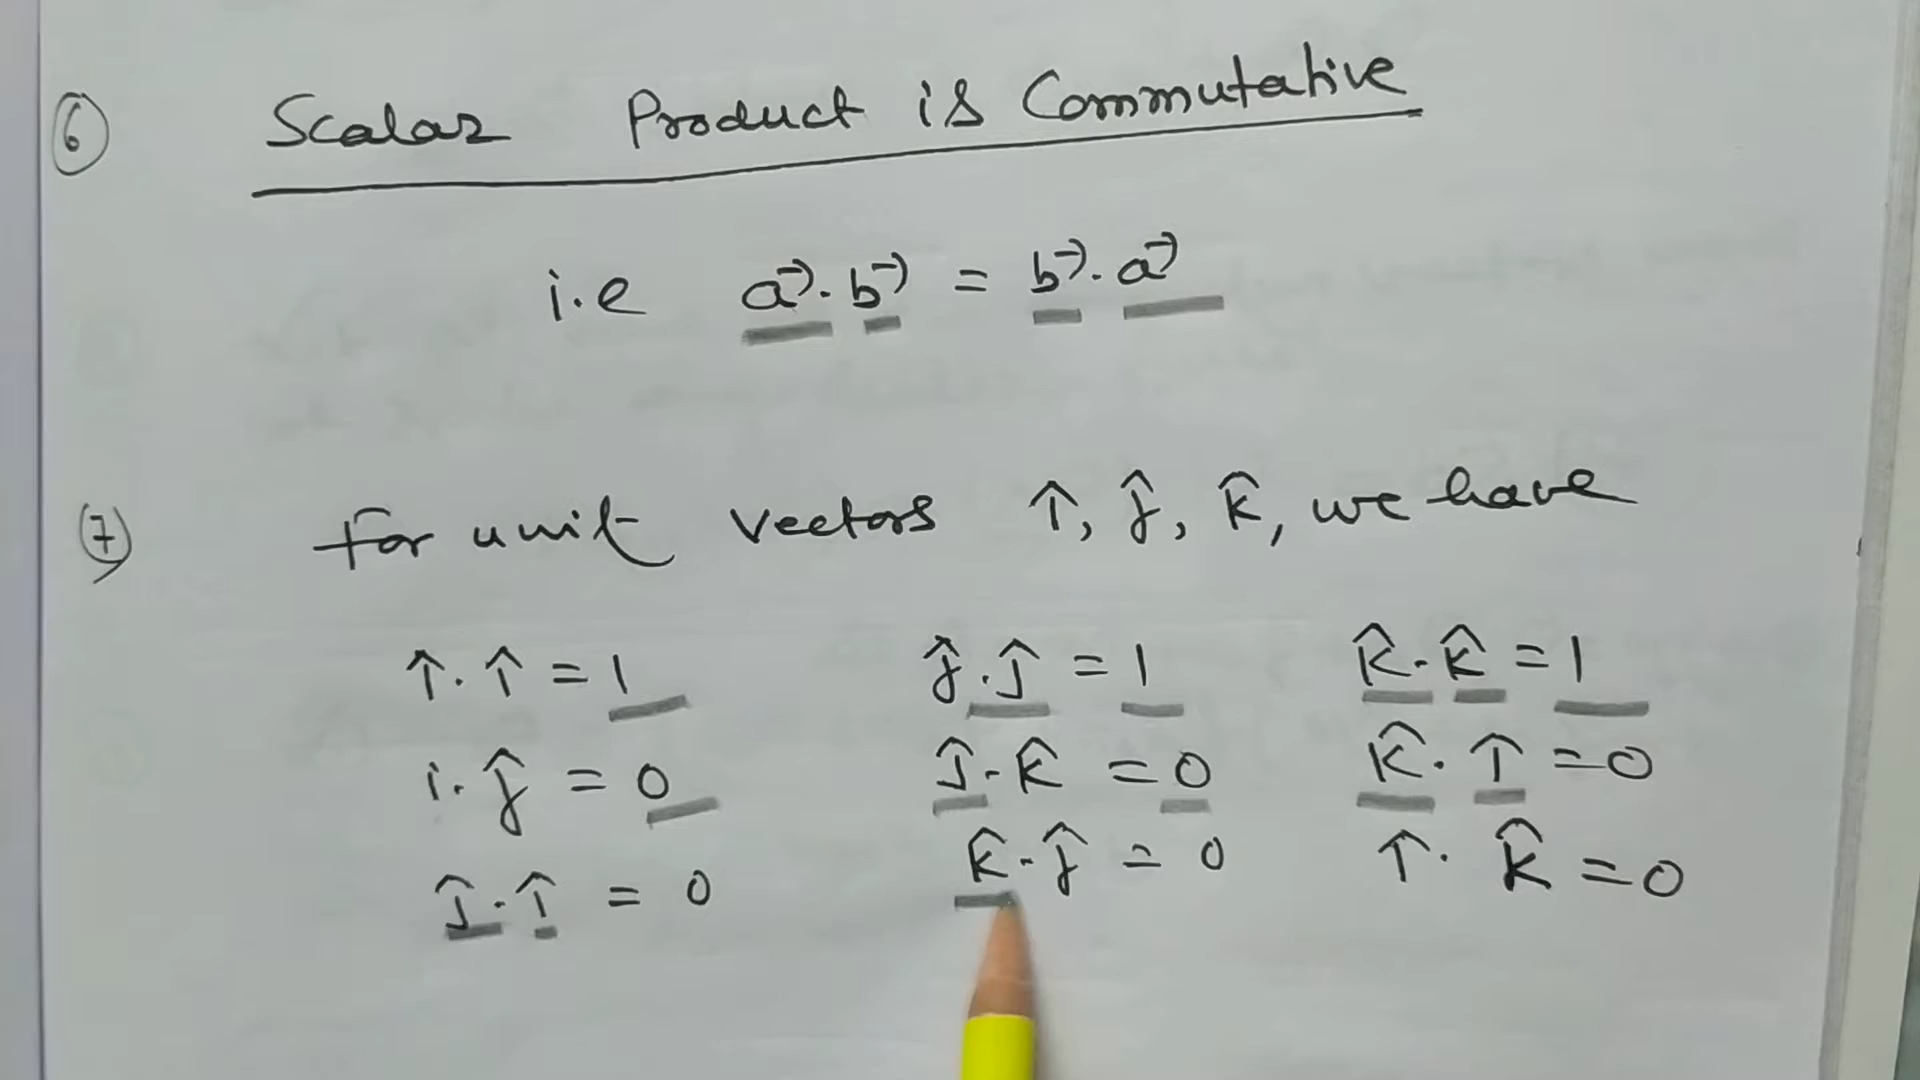 ⑥ Scalar Product is Commutative
i.e a⃗. b⃗ = b⃗. a⃗
⑦ For unit vectors î, ĵ, k̂, we have
î. î = 1 ĵ. ĵ = 1 k̂. k̂ = 1
i. ĵ = 0 ĵ. k̂ = 0 k̂. î = 0
ĵ. î = 0 k̂. ĵ = 0 î. k̂ = 0